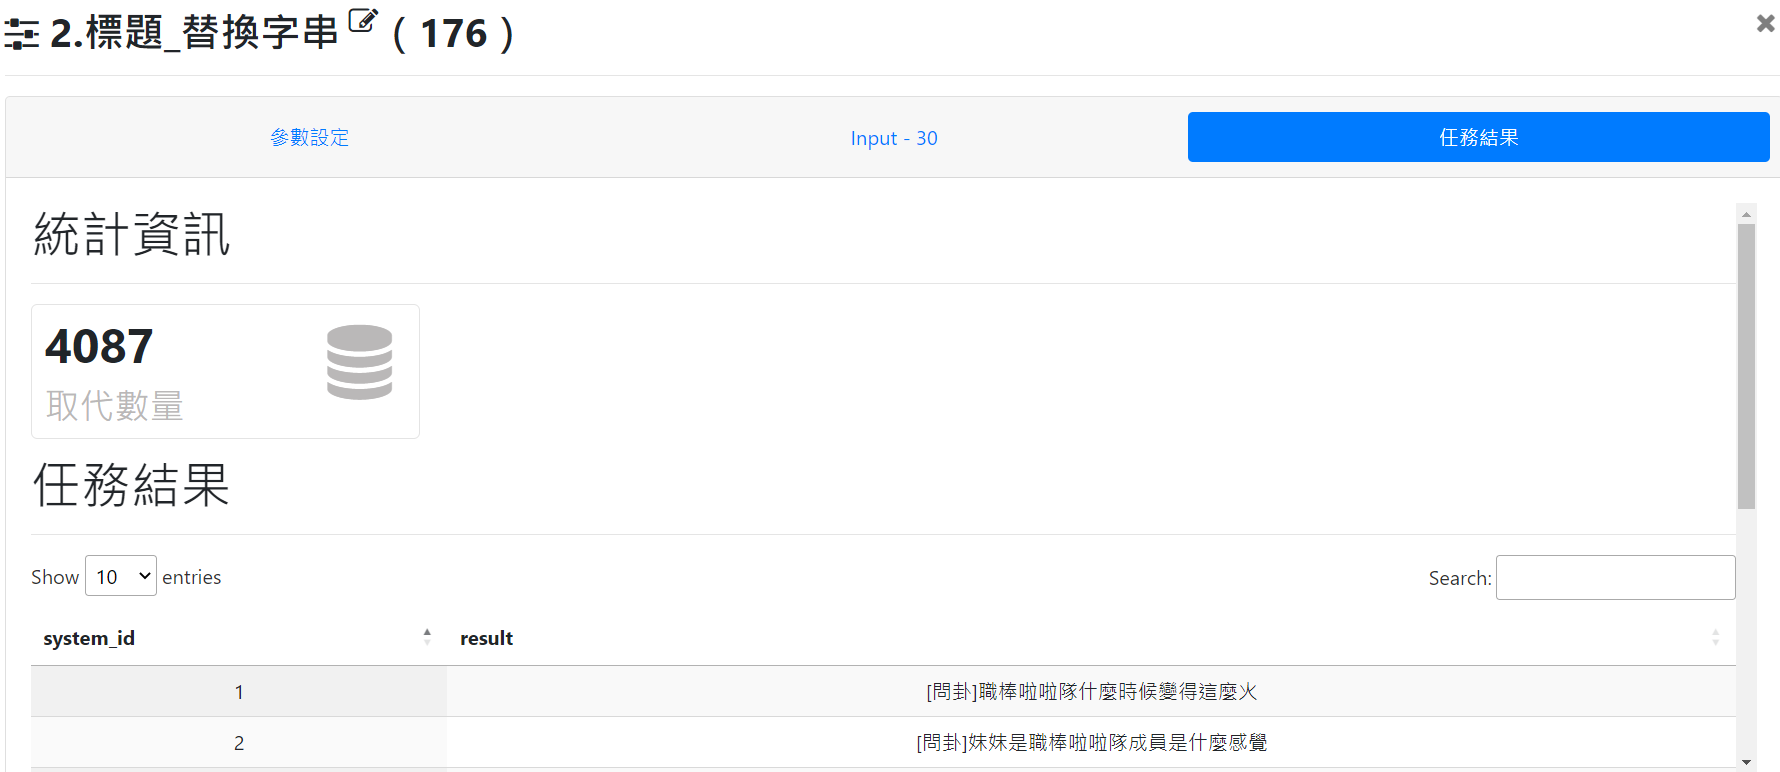 2.標題_替換字串 ( 176 )
參數設定
Input - 30
任務結果
統計資訊
4087
取代數量
任務結果
Show 10 entries
Search:
system_id result
1 [問卦]職棒啦啦隊什麼時候變得這麼火
2 [問卦]妹妹是職棒啦啦隊成員是什麼感覺